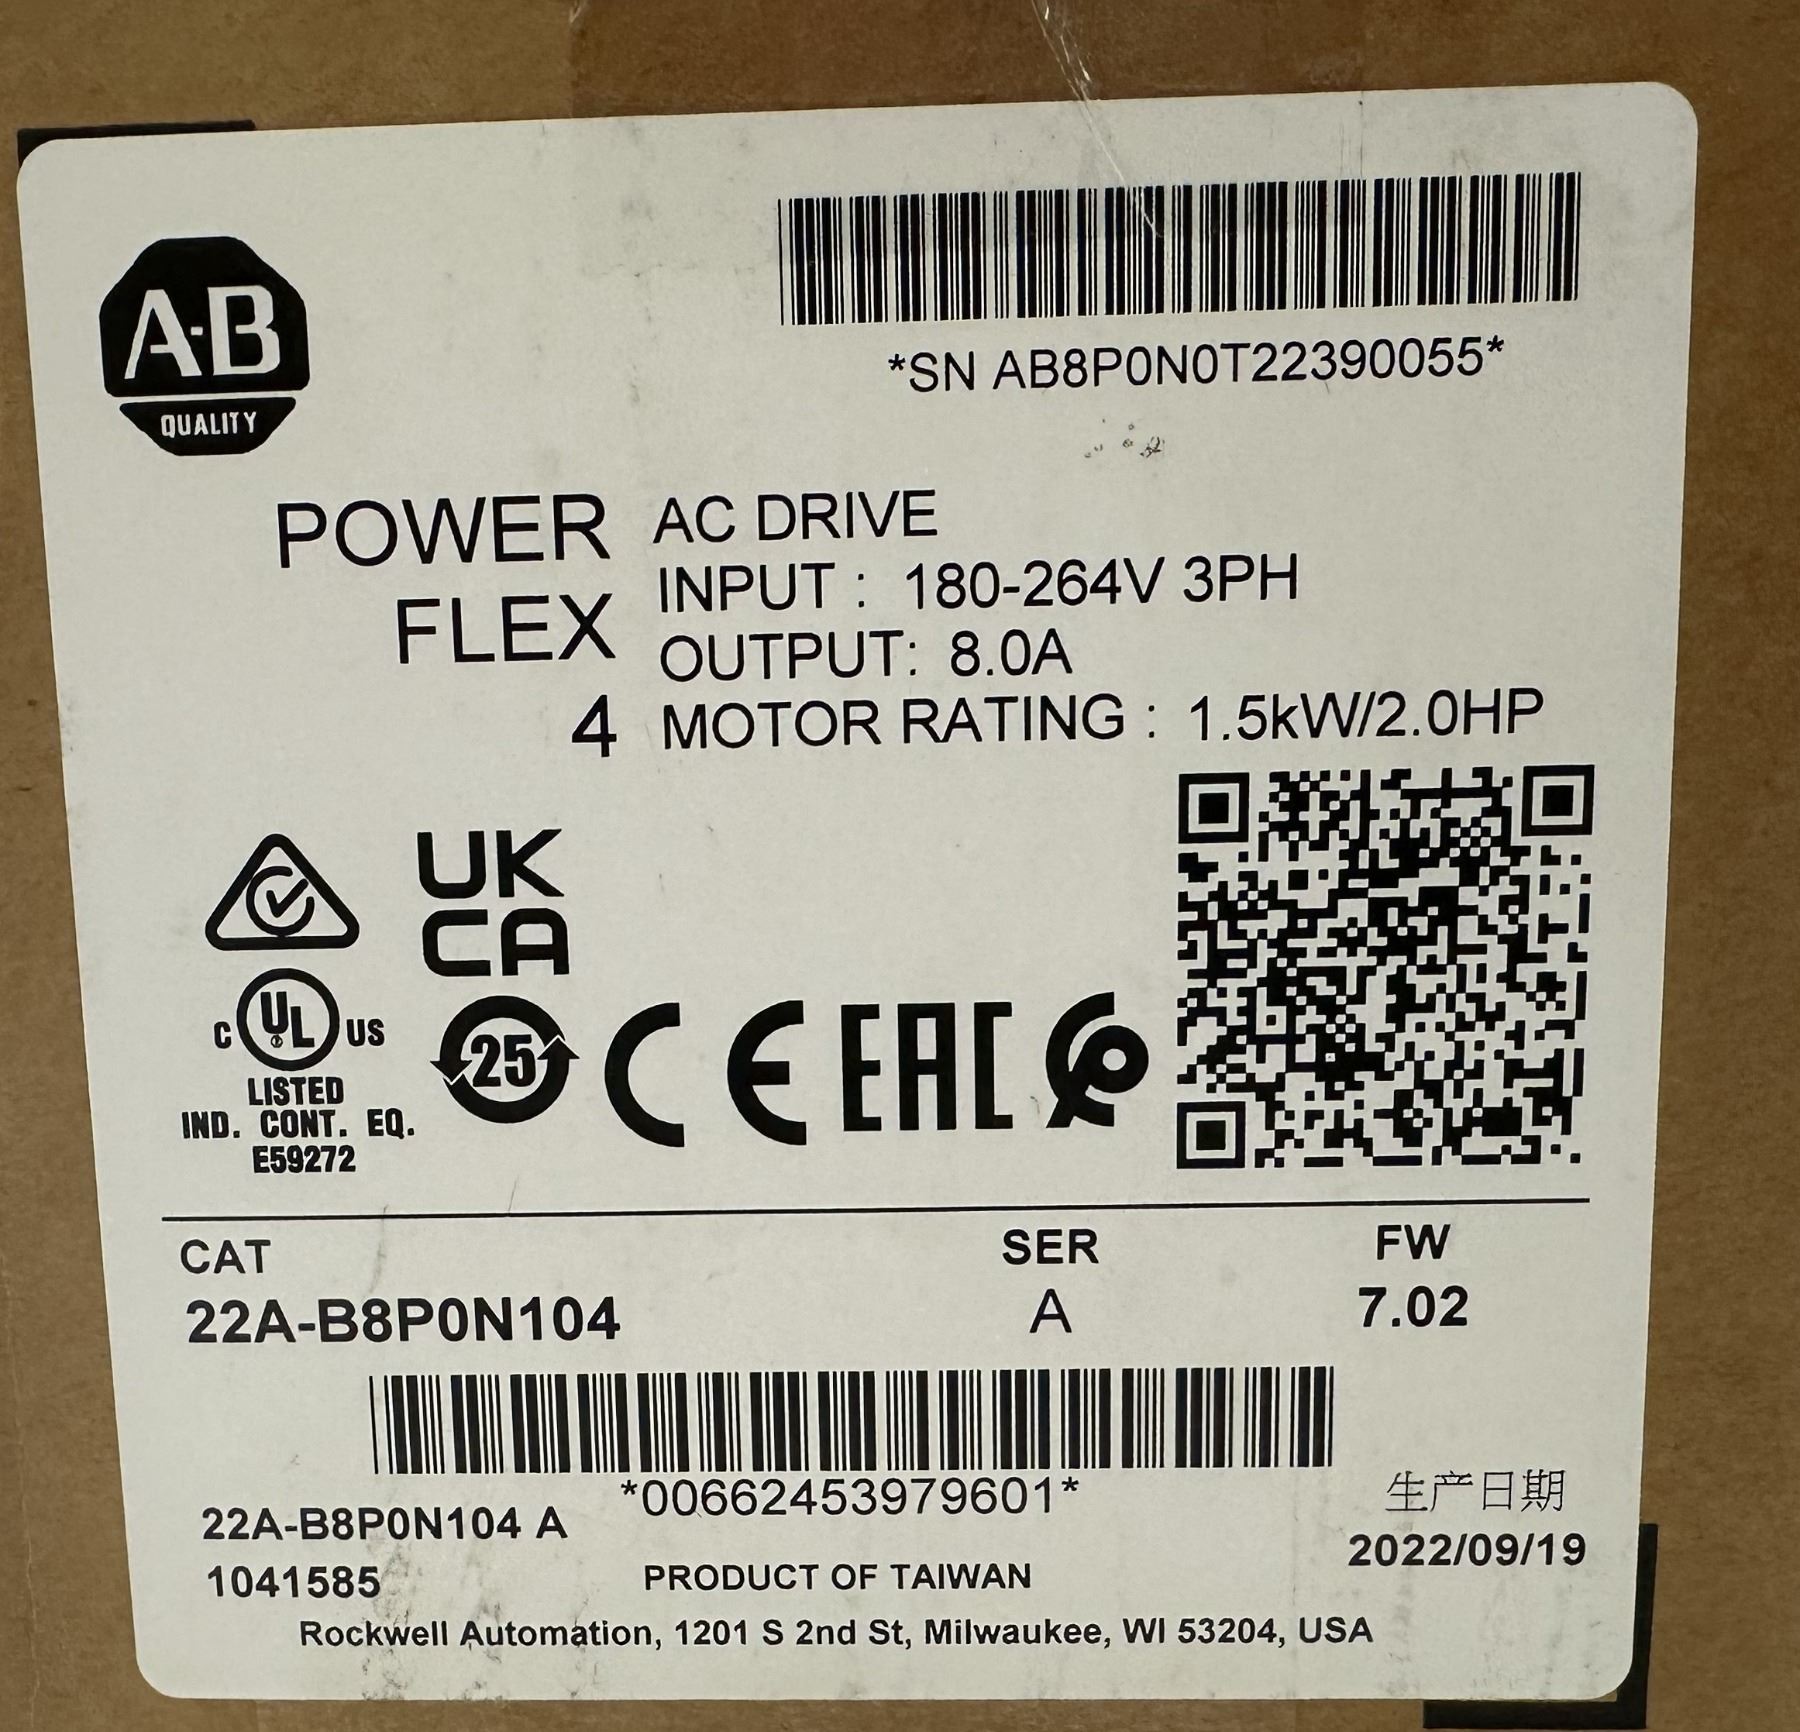 A-B
QUALITY
*SN AB8P0N0T22390055*
POWER
FLEX
4
AC DRIVE
INPUT : 180-264V 3PH
OUTPUT: 8.0A
MOTOR RATING : 1.5kW/2.0HP
UK
CA
C UL US
LISTED
IND. CONT. EQ.
E59272
25
CE
EAC
CAT
22A-B8P0N104
SER
A
FW
7.02
*00662453979601*
22A-B8P0N104 A
1041585
PRODUCT OF TAIWAN
生产日期
2022/09/19
Rockwell Automation, 1201 S 2nd St, Milwaukee, WI 53204, USA